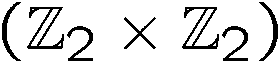 (ℤ₂ × ℤ₂)